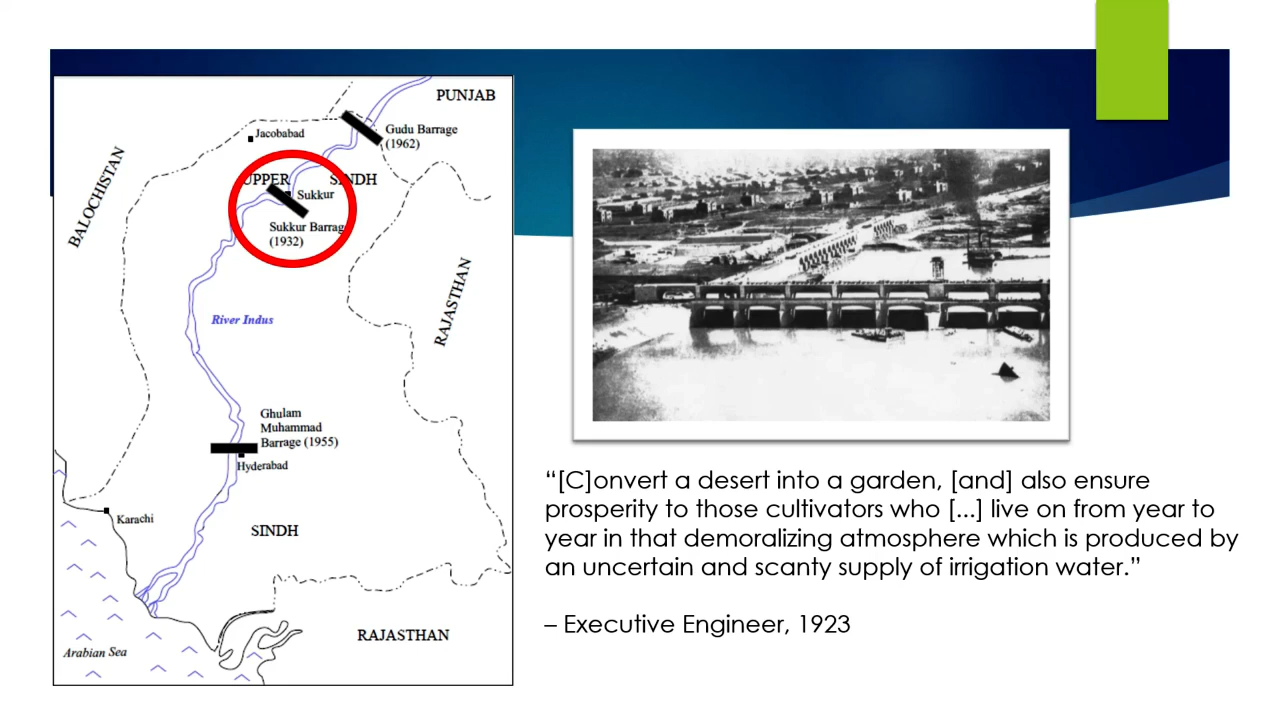 PUNJAB
Jacobabad
Gudu Barrage
(1962)
BALOCHISTAN
UPPER SINDH
Sukkur
Sukkur Barrag
(1932)
RAJASTHAN
River Indus
Ghulam
Muhammad
Barrage (1955)
Hyderabad
Karachi
SINDH
Arabian Sea
RAJASTHAN
“[C]onvert a desert into a garden, [and] also ensure
prosperity to those cultivators who [...] live on from year to
year in that demoralizing atmosphere which is produced by
an uncertain and scanty supply of irrigation water.”
– Executive Engineer, 1923